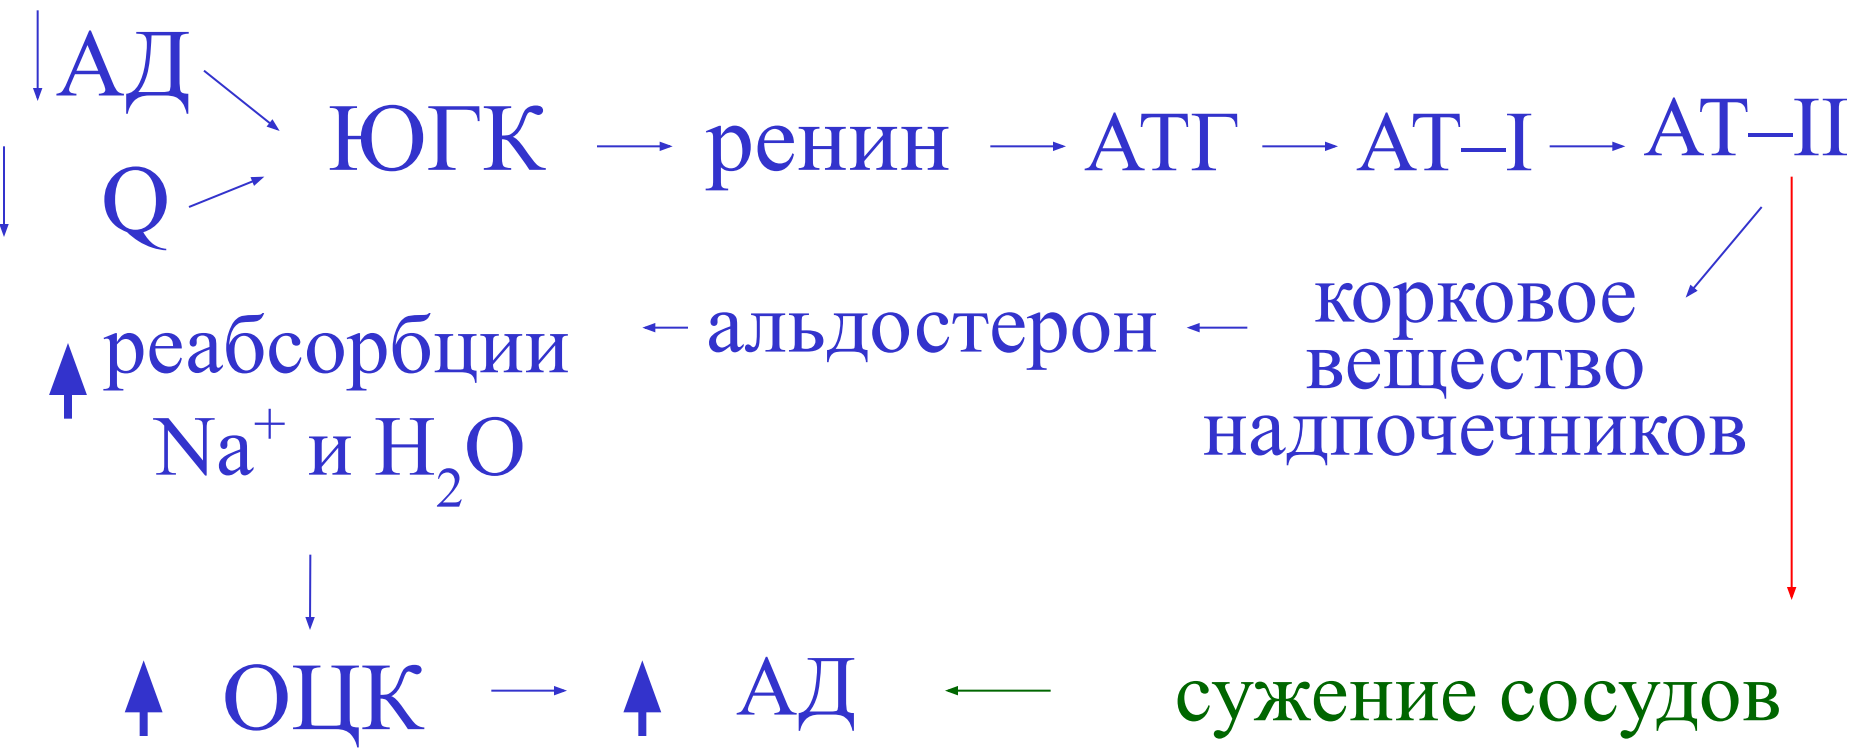 АД
Q
ЮГК
ренин
АТГ
АТ–I
АТ–II
корковое
вещество
надпочечников
альдостерон
реабсорбции
Na⁺ и H₂O
ОЦК
АД
сужение сосудов